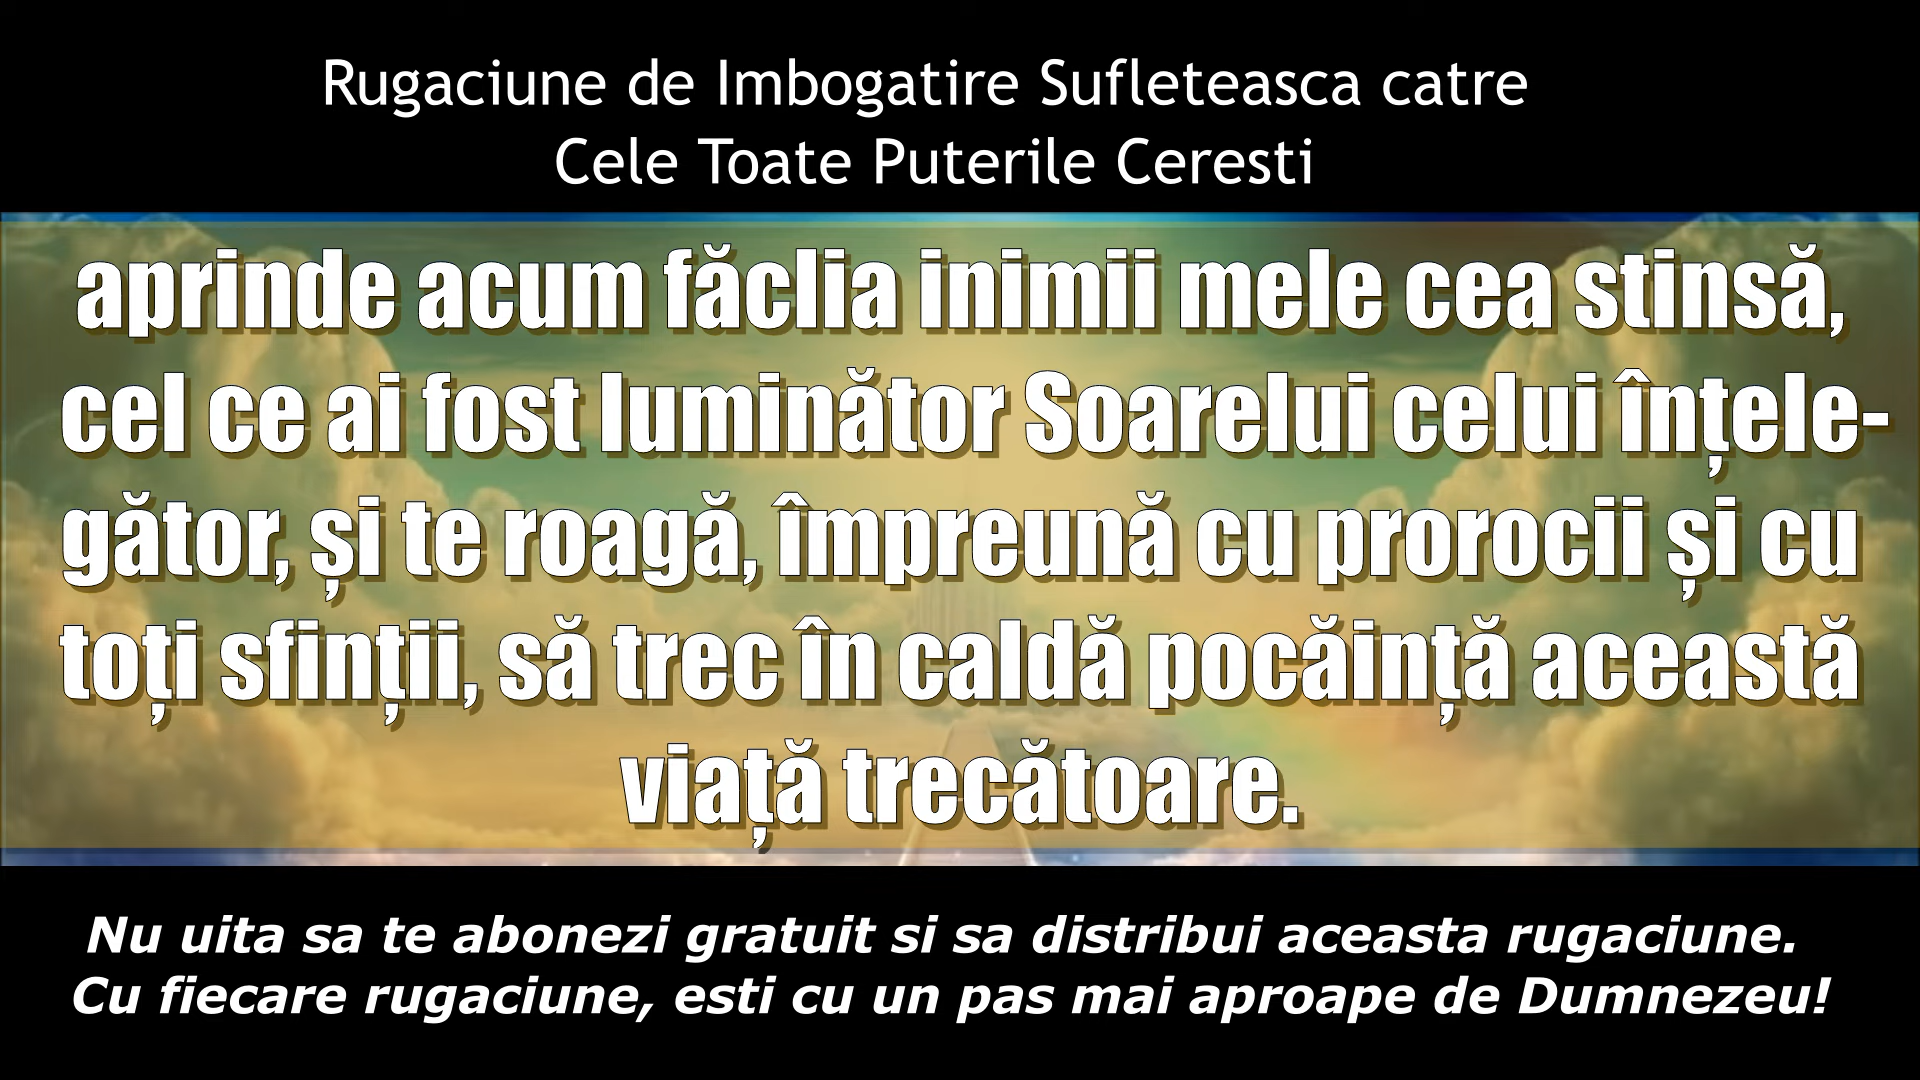 Rugaciune de Imbogatire Sufleteasca catre
Cele Toate Puterile Ceresti
aprinde acum făclia inimii mele cea stinsă,
cel ce ai fost luminător Soarelui celui înțele-
gător, și te roagă, împreună cu prorocii și cu
toți sfinții, să trec în caldă pocăință această
viață trecătoare.
Nu uita sa te abonezi gratuit si sa distribui aceasta rugaciune.
Cu fiecare rugaciune, esti cu un pas mai aproape de Dumnezeu!